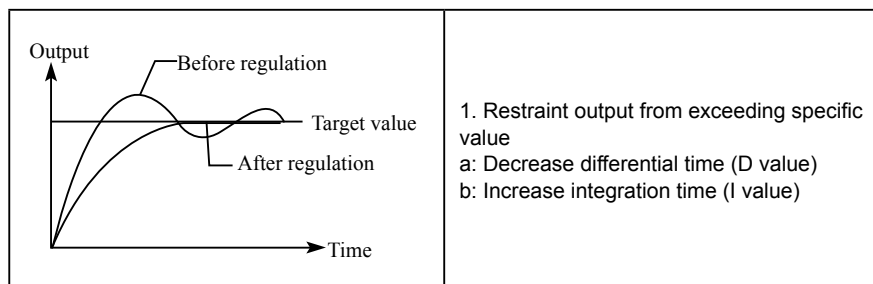 Output
Before regulation
Target value
After regulation
Time
1. Restraint output from exceeding specific
value
a: Decrease differential time (D value)
b: Increase integration time (I value)